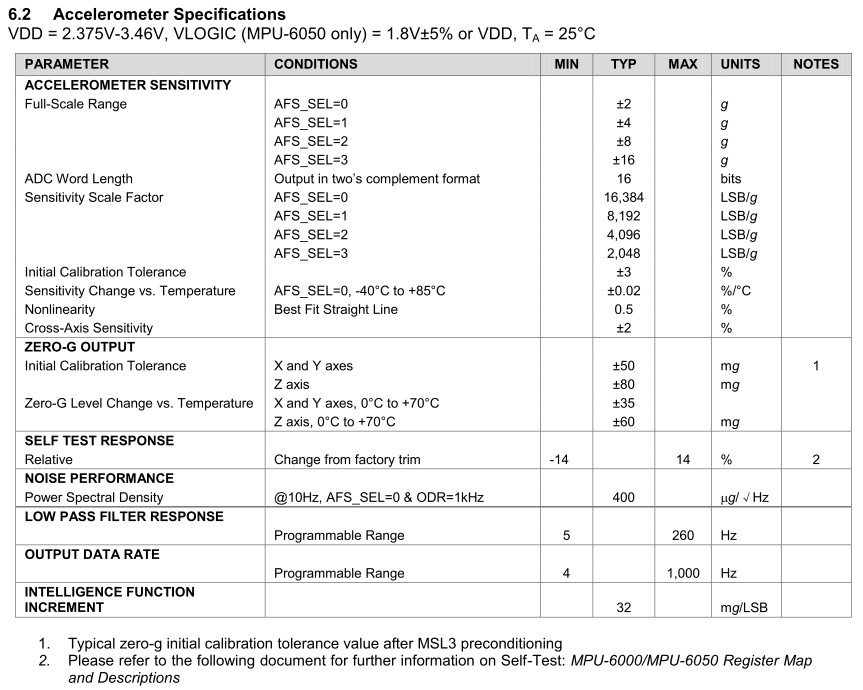 6.2 Accelerometer Specifications
VDD = 2.375V-3.46V, VLOGIC (MPU-6050 only) = 1.8V±5% or VDD, TA = 25°C
PARAMETER CONDITIONS MIN TYP MAX UNITS NOTES
ACCELEROMETER SENSITIVITY
Full-Scale Range AFS_SEL=0 ±2 g
AFS_SEL=1 ±4 g
AFS_SEL=2 ±8 g
AFS_SEL=3 ±16 g
ADC Word Length Output in two's complement format 16 bits
Sensitivity Scale Factor AFS_SEL=0 16,384 LSB/g
AFS_SEL=1 8,192 LSB/g
AFS_SEL=2 4,096 LSB/g
AFS_SEL=3 2,048 LSB/g
Initial Calibration Tolerance ±3 %
Sensitivity Change vs. Temperature AFS_SEL=0, -40°C to +85°C ±0.02 %/°C
Nonlinearity Best Fit Straight Line 0.5 %
Cross-Axis Sensitivity ±2 %
ZERO-G OUTPUT
Initial Calibration Tolerance X and Y axes ±50 mg 1
Z axis ±80 mg
Zero-G Level Change vs. Temperature X and Y axes, 0°C to +70°C ±35
Z axis, 0°C to +70°C ±60 mg
SELF TEST RESPONSE
Relative Change from factory trim -14 14 % 2
NOISE PERFORMANCE
Power Spectral Density @10Hz, AFS_SEL=0 & ODR=1kHz 400 µg/√Hz
LOW PASS FILTER RESPONSE
Programmable Range 5 260 Hz
OUTPUT DATA RATE
Programmable Range 4 1,000 Hz
INTELLIGENCE FUNCTION
INCREMENT 32 mg/LSB
1. Typical zero-g initial calibration tolerance value after MSL3 preconditioning
2. Please refer to the following document for further information on Self-Test: MPU-6000/MPU-6050 Register Map
and Descriptions